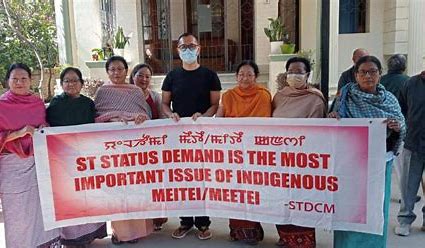 ST STATUS DEMAND IS THE MOST
IMPORTANT ISSUE OF INDIGENOUS
MEITEI/MEETEI
-STDCM